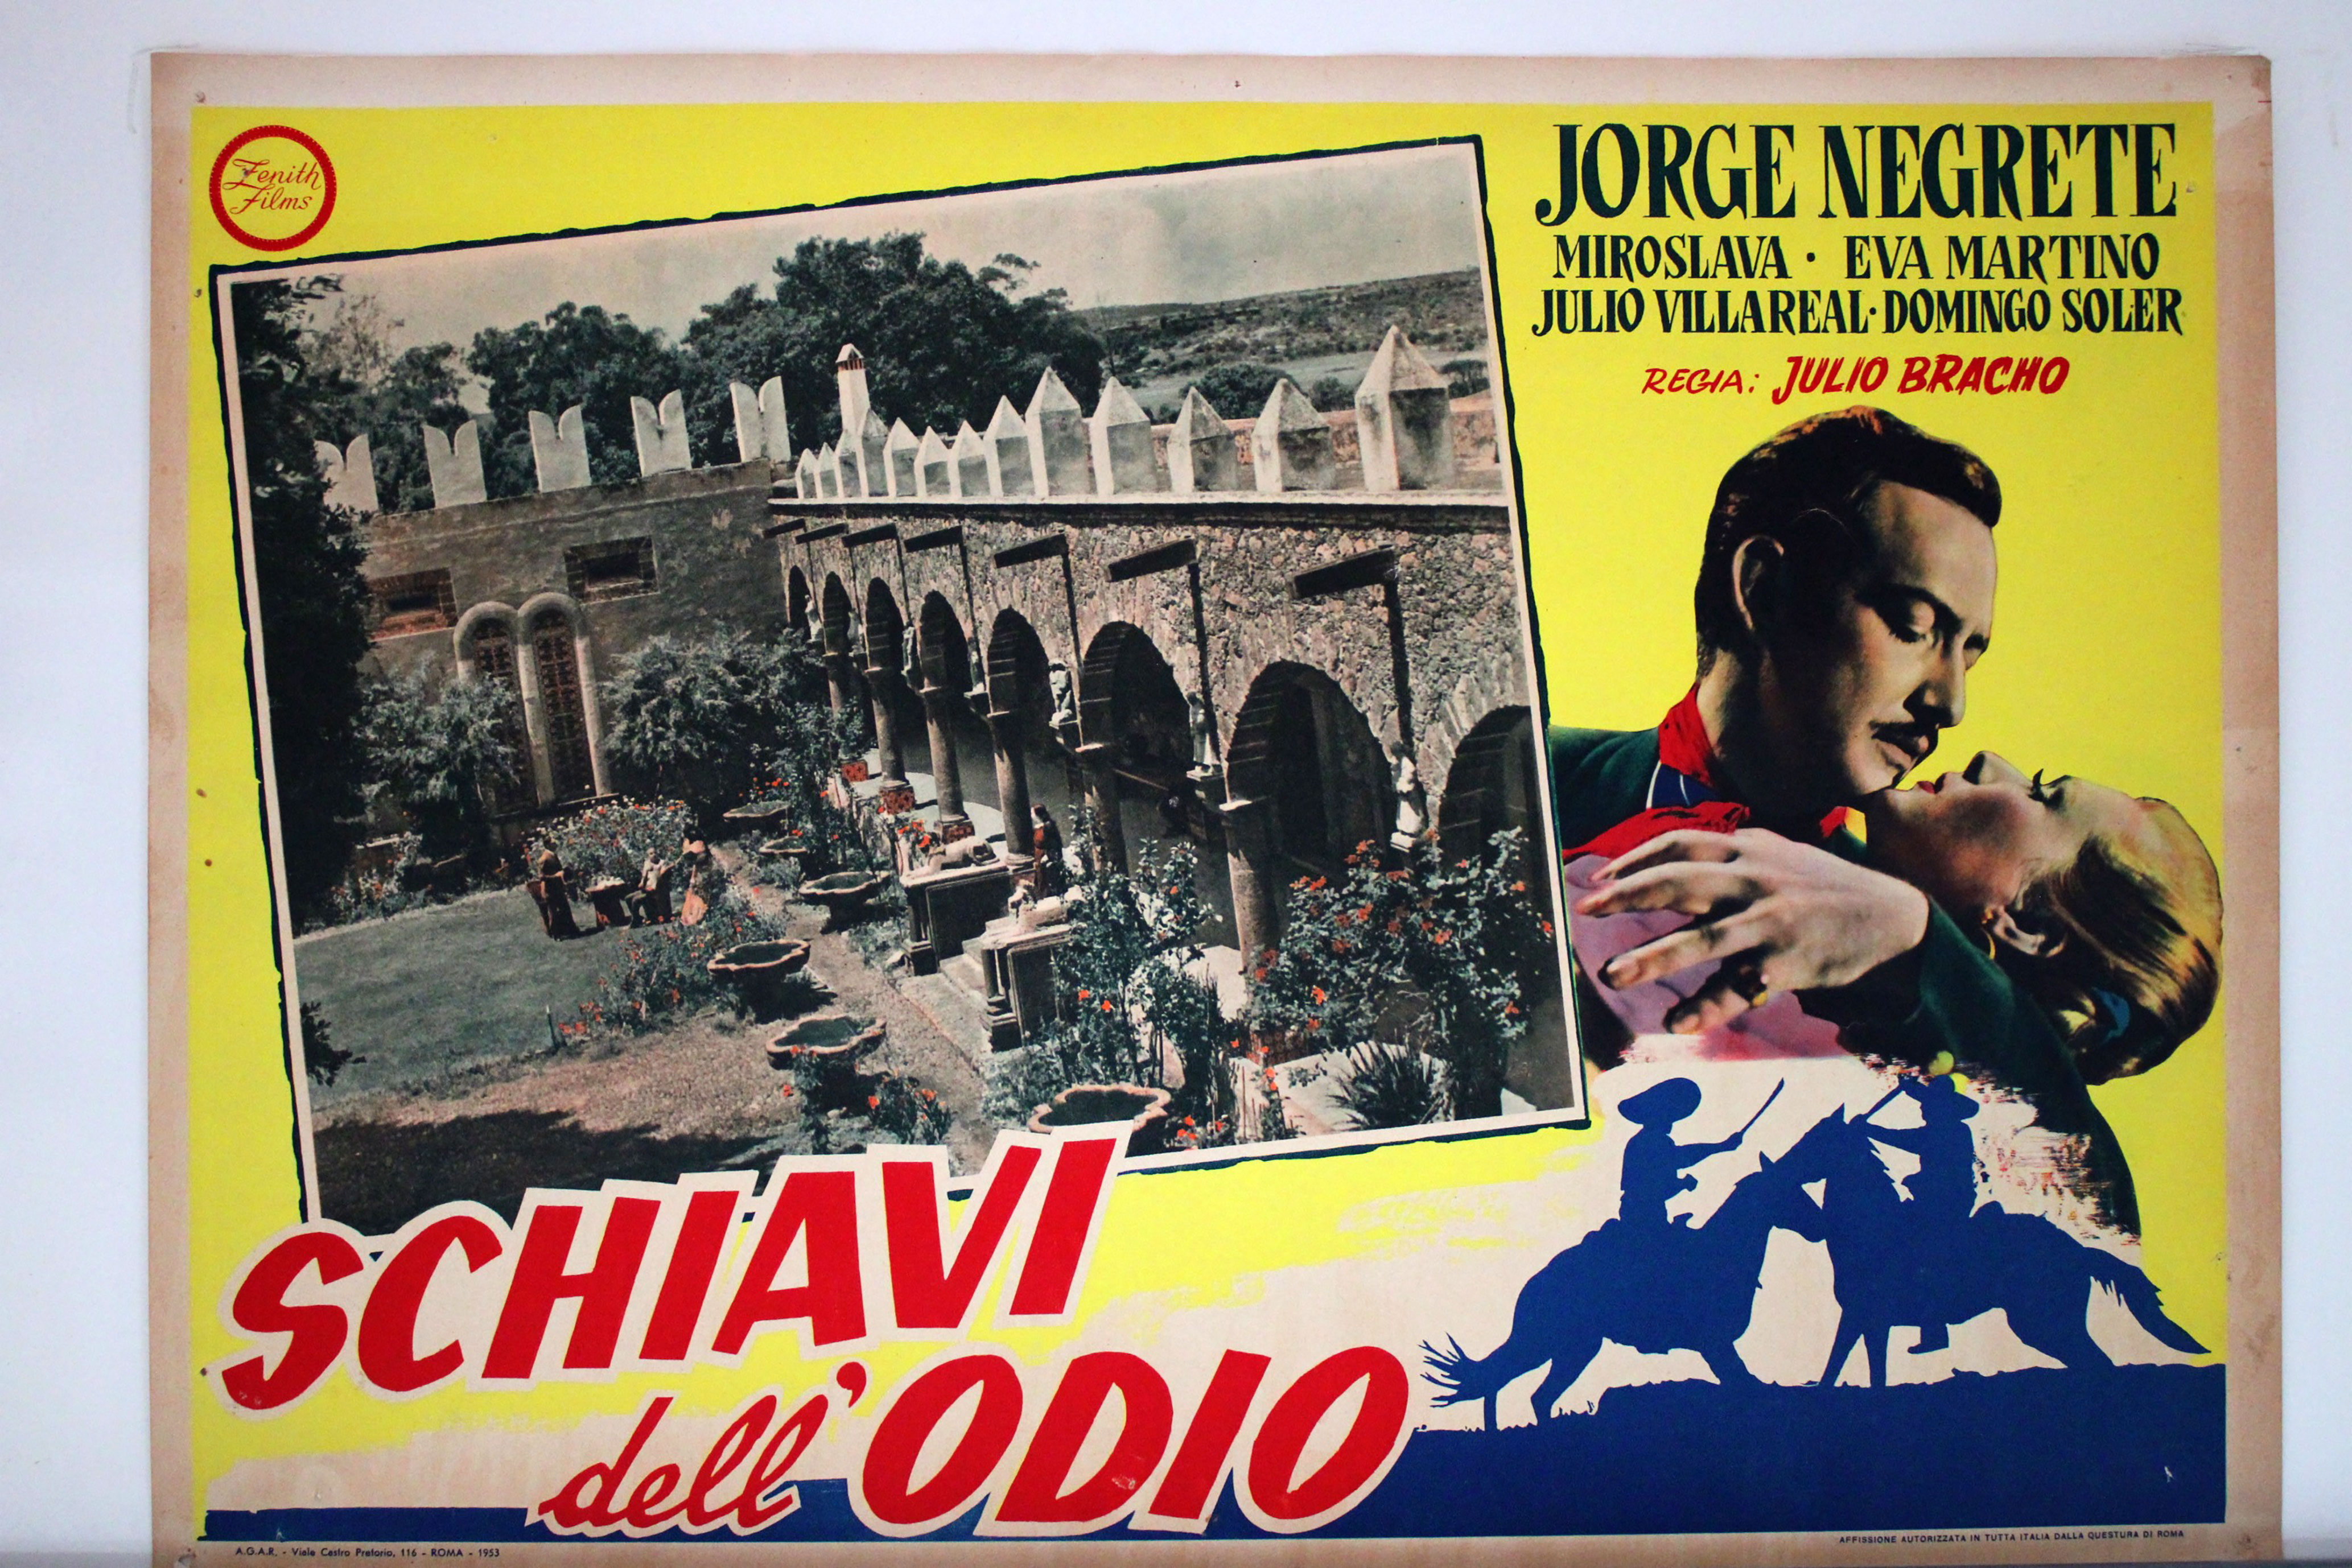 Zenith
Films
JORGE NEGRETE
MIROSLAVA · EVA MARTINO
JULIO VILLAREAL · DOMINGO SOLER
REGIA: JULIO BRACHO
SCHIAVI
dell'ODIO
A.G.A.R. - Viale Castro Pretorio, 116 - ROMA - 1953
AFFISSIONE AUTORIZZATA IN TUTTA ITALIA DALLA QUESTURA DI ROMA